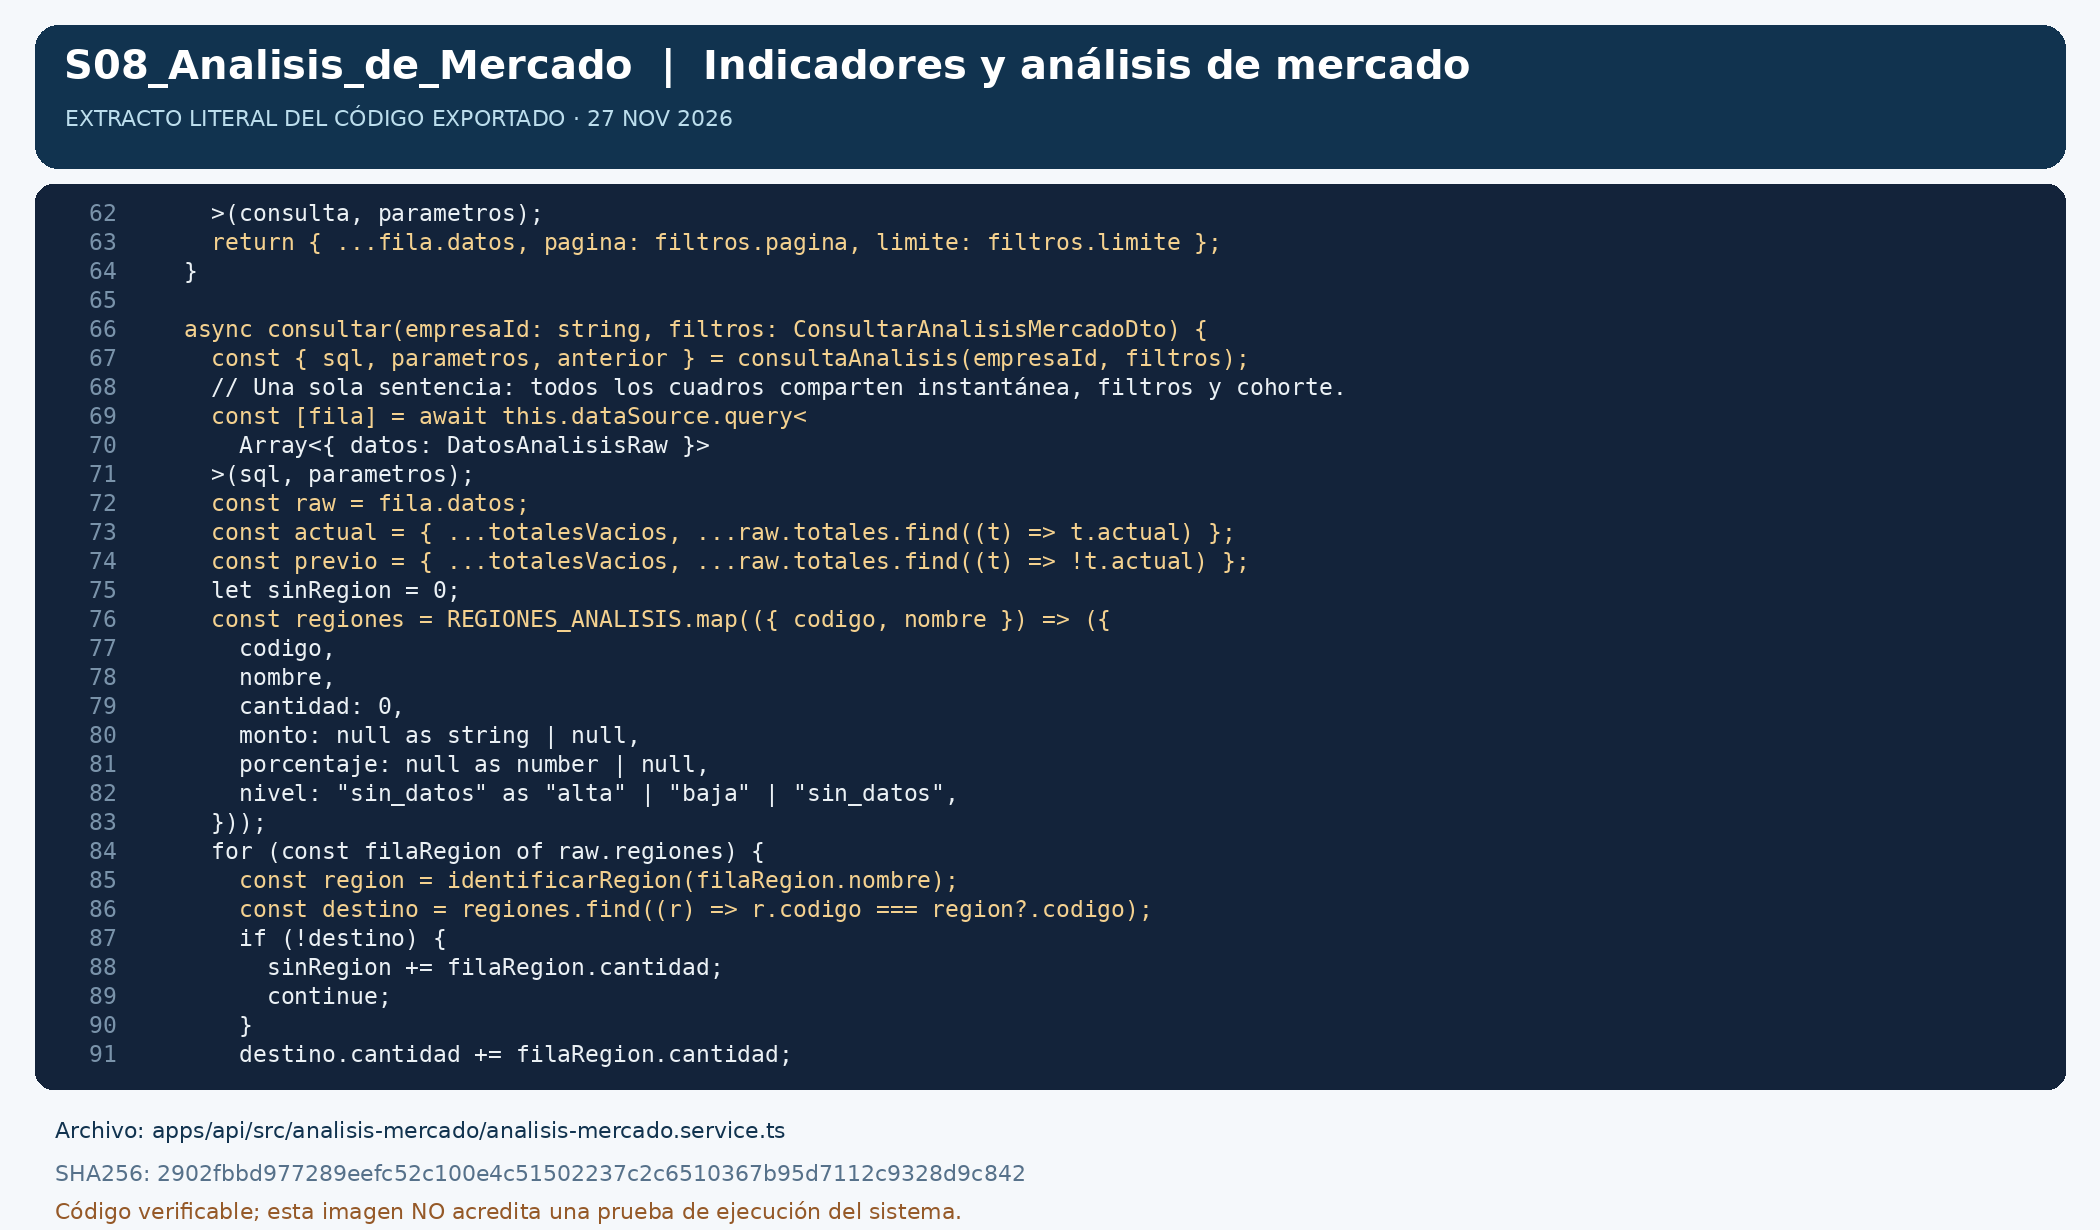 S08_Analisis_de_Mercado | Indicadores y análisis de mercado
EXTRACTO LITERAL DEL CÓDIGO EXPORTADO · 27 NOV 2026
62 >(consulta, parametros);
63 return { ...fila.datos, pagina: filtros.pagina, limite: filtros.limite };
64 }
65
66 async consultar(empresaId: string, filtros: ConsultarAnalisisMercadoDto) {
67 const { sql, parametros, anterior } = consultaAnalisis(empresaId, filtros);
68 // Una sola sentencia: todos los cuadros comparten instantánea, filtros y cohorte.
69 const [fila] = await this.dataSource.query<
70 Array<{ datos: DatosAnalisisRaw }>
71 >(sql, parametros);
72 const raw = fila.datos;
73 const actual = { ...totalesVacios, ...raw.totales.find((t) => t.actual) };
74 const previo = { ...totalesVacios, ...raw.totales.find((t) => !t.actual) };
75 let sinRegion = 0;
76 const regiones = REGIONES_ANALISIS.map(({ codigo, nombre }) => ({
77 codigo,
78 nombre,
79 cantidad: 0,
80 monto: null as string | null,
81 porcentaje: null as number | null,
82 nivel: "sin_datos" as "alta" | "baja" | "sin_datos",
83 }));
84 for (const filaRegion of raw.regiones) {
85 const region = identificarRegion(filaRegion.nombre);
86 const destino = regiones.find((r) => r.codigo === region?.codigo);
87 if (!destino) {
88 sinRegion += filaRegion.cantidad;
89 continue;
90 }
91 destino.cantidad += filaRegion.cantidad;
Archivo: apps/api/src/analisis-mercado/analisis-mercado.service.ts
SHA256: 2902fbbd977289eefc52c100e4c51502237c2c6510367b95d7112c9328d9c842
Código verificable; esta imagen NO acredita una prueba de ejecución del sistema.